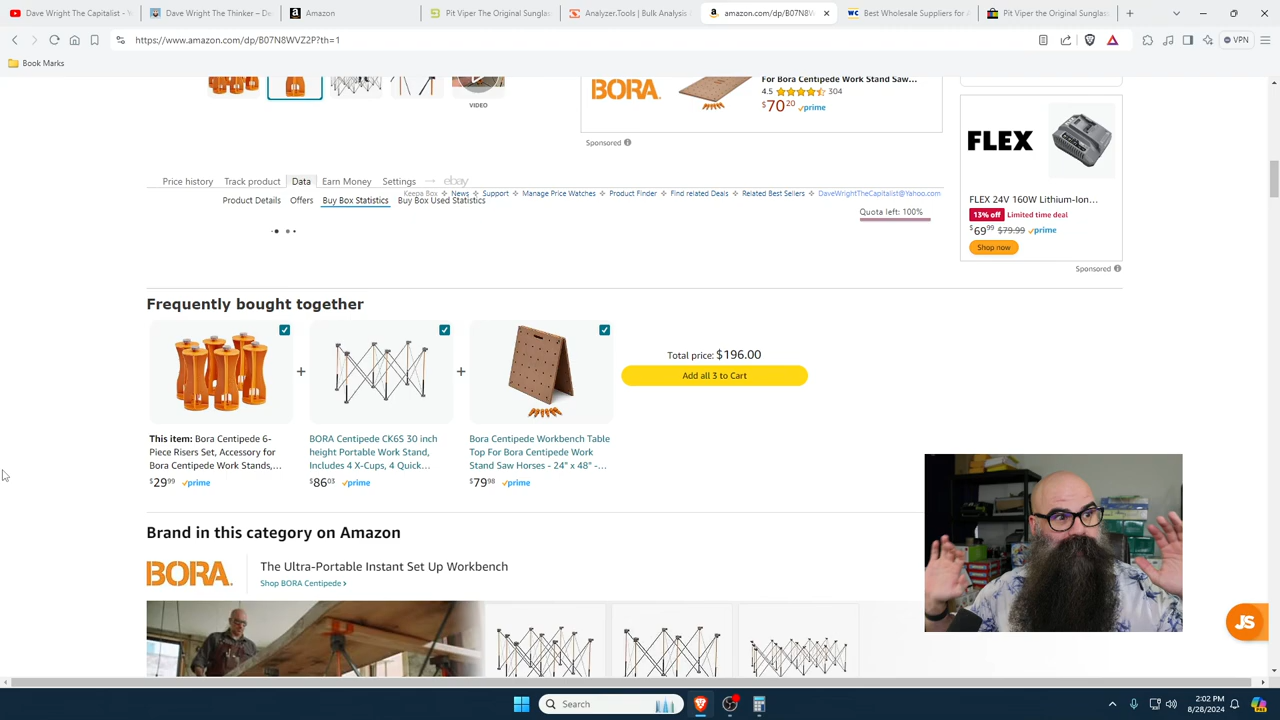 Dave Wright The Capitalist - Y
Dave Wright The Thinker – De
Amazon
Pit Viper The Original Sunglas
Analyzer.Tools | Bulk Analysis
amazon.com/dp/B07N8W
Best Wholesale Suppliers for A
Pit Viper the Original Sunglas
https://www.amazon.com/dp/B07N8WVZ2P?th=1
VPN
Book Marks
BORA.
For Bora Centipede Work Stand Saw...
4.5 304
$70 20 prime
VIDEO
Sponsored
FLEX
FLEX 24V 160W Lithium-Ion...
13% off Limited time deal
$69 99 $79.99 prime
Shop now
Sponsored
Price history Track product Data Earn Money Settings → ebay
Keepa Box News Support Manage Price Watches Product Finder Find related Deals Related Best Sellers DaveWrightTheCapitalist@Yahoo.com
Product Details Offers Buy Box Statistics Buy Box Used Statistics
Quota left: 100%
Frequently bought together
+
+
Total price: $196.00
Add all 3 to Cart
This item: Bora Centipede 6-
Piece Risers Set, Accessory for
Bora Centipede Work Stands,...
$29 99 prime
BORA Centipede CK6S 30 inch
height Portable Work Stand,
Includes 4 X-Cups, 4 Quick...
$86 03 prime
Bora Centipede Workbench Table
Top For Bora Centipede Work
Stand Saw Horses - 24" x 48" -...
$79 98 prime
Brand in this category on Amazon
BORA.
The Ultra-Portable Instant Set Up Workbench
Shop BORA Centipede ›
JS
Search
2:02 PM
8/28/2024